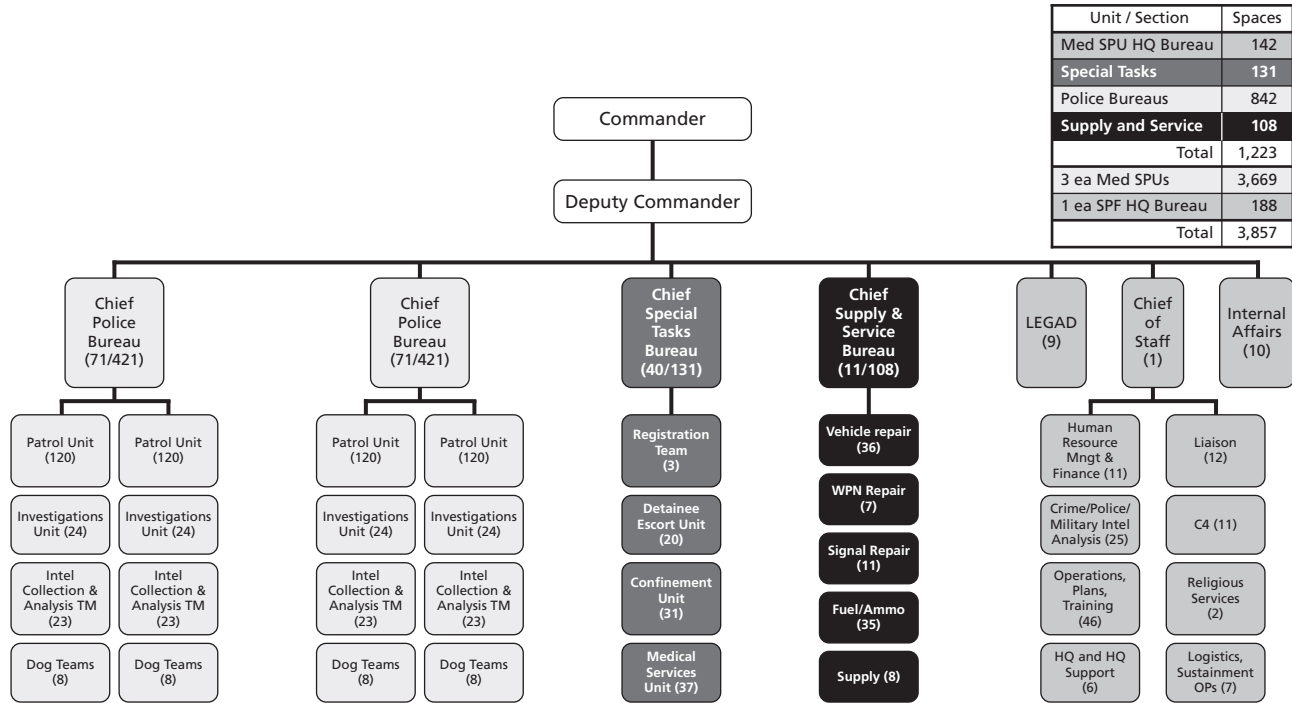 Unit / Section Spaces
Med SPU HQ Bureau 142
Special Tasks 131
Police Bureaus 842
Supply and Service 108
Total 1,223
3 ea Med SPUs 3,669
1 ea SPF HQ Bureau 188
Total 3,857
Commander
Deputy Commander
Chief
Police
Bureau
(71/421)
Chief
Police
Bureau
(71/421)
Chief
Special
Tasks
Bureau
(40/131)
Chief
Supply &
Service
Bureau
(11/108)
LEGAD
(9)
Chief
of
Staff
(1)
Internal
Affairs
(10)
Patrol Unit
(120)
Patrol Unit
(120)
Patrol Unit
(120)
Patrol Unit
(120)
Registration
Team
(3)
Vehicle repair
(36)
Human
Resource
Mngt &
Finance (11)
Liaison
(12)
Investigations
Unit (24)
Investigations
Unit (24)
Investigations
Unit (24)
Investigations
Unit (24)
Detainee
Escort Unit
(20)
WPN Repair
(7)
Crime/Police/
Military Intel
Analysis (25)
C4 (11)
Intel
Collection &
Analysis TM
(23)
Intel
Collection &
Analysis TM
(23)
Intel
Collection &
Analysis TM
(23)
Intel
Collection &
Analysis TM
(23)
Confinement
Unit
(31)
Signal Repair
(11)
Fuel/Ammo
(35)
Operations,
Plans,
Training
(46)
Religious
Services
(2)
Dog Teams
(8)
Dog Teams
(8)
Dog Teams
(8)
Dog Teams
(8)
Medical
Services
Unit (37)
Supply (8)
HQ and HQ
Support
(6)
Logistics,
Sustainment
OPs (7)